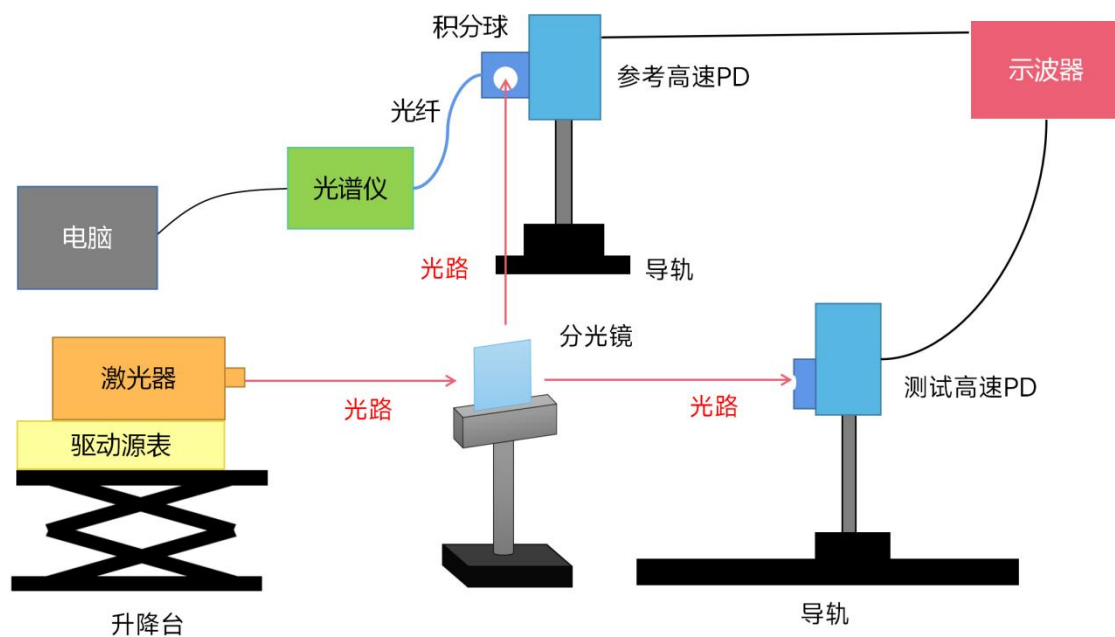 积分球
示波器
参考高速PD
光纤
光谱仪
电脑
光路
导轨
分光镜
激光器
光路
光路
测试高速PD
驱动源表
导轨
升降台